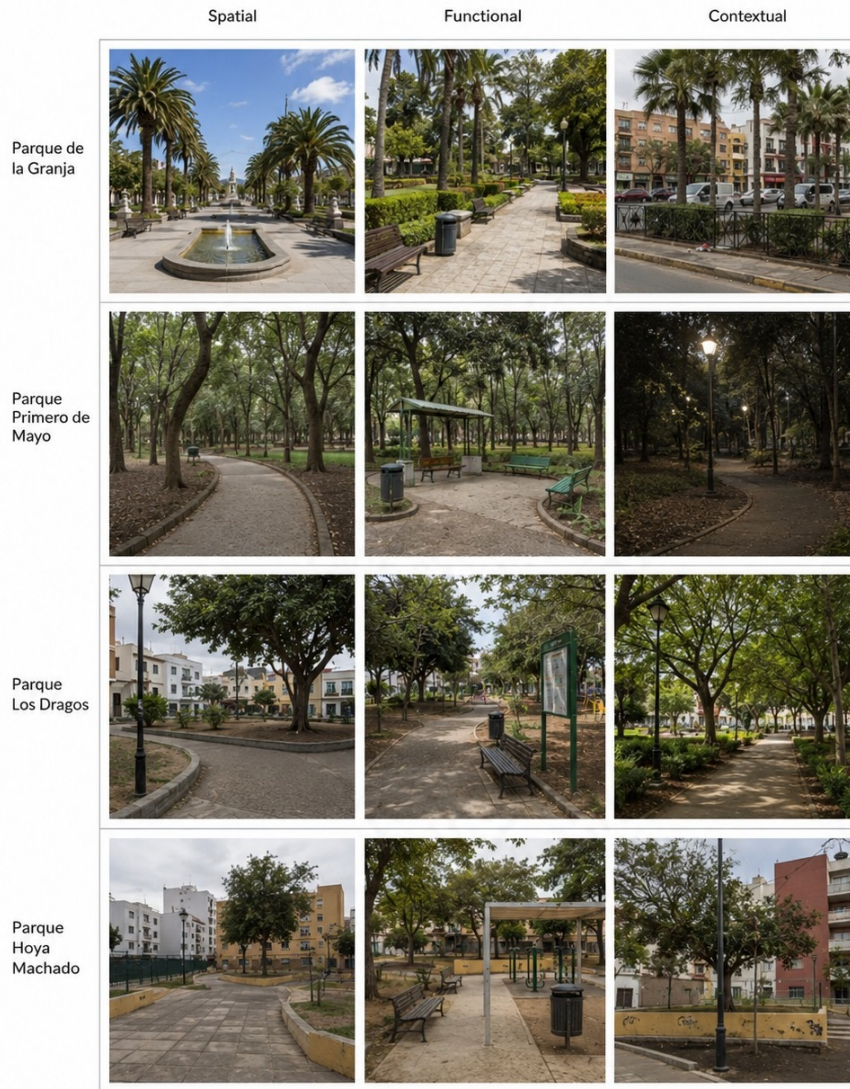 Spatial
Functional
Contextual
Parque de
la Granja
Parque
Primero de
Mayo
Parque
Los Dragos
Parque
Hoya
Machado